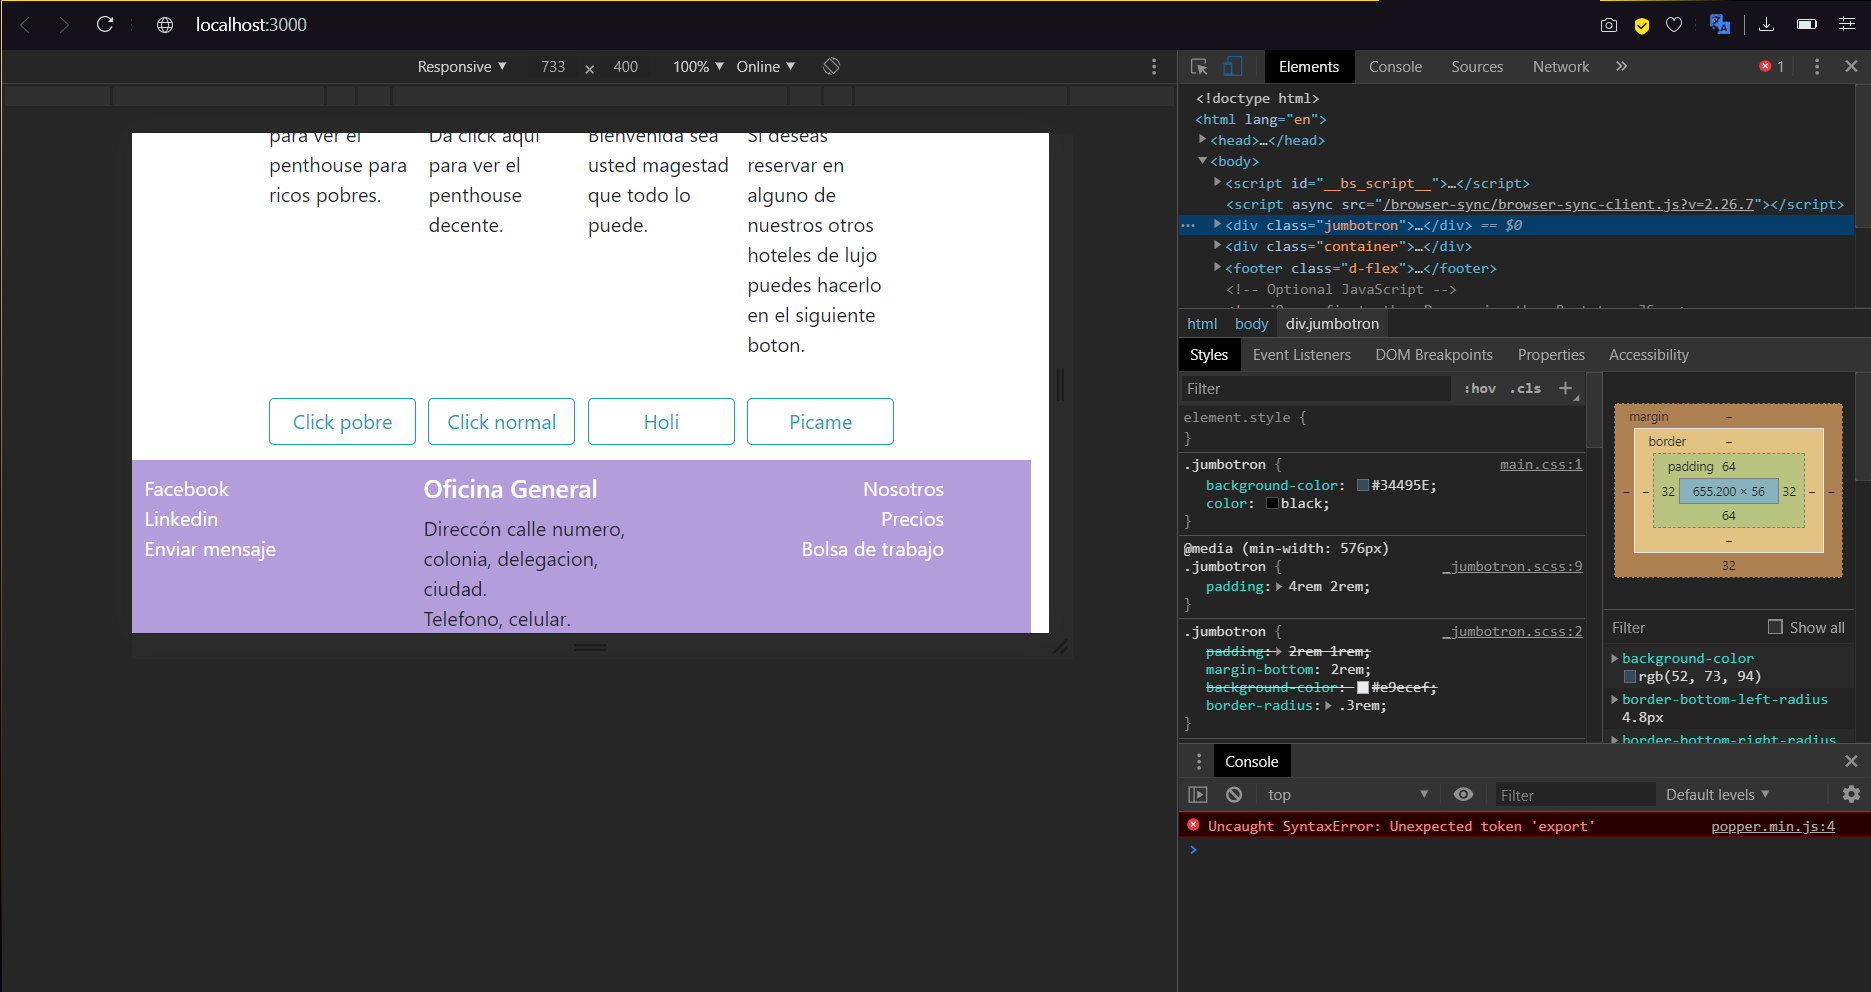 localhost:3000
Responsive ▼ 733 × 400 100% ▼ Online ▼
para ver el
penthouse para
ricos pobres.
Da click aqui
para ver el
penthouse
decente.
Bienvenida sea
usted magestad
que todo lo
puede.
Si deseas
reservar en
alguno de
nuestros otros
hoteles de lujo
puedes hacerlo
en el siguiente
boton.
Click pobre
Click normal
Holi
Picame
Facebook
Linkedin
Enviar mensaje
Oficina General
Direccón calle numero,
colonia, delegacion,
ciudad.
Telefono, celular.
Nosotros
Precios
Bolsa de trabajo
Elements Console Sources Network » 1
<!doctype html>
<html lang="en">
<head>…</head>
<body>
<script id="__bs_script__">…</script>
<script async src="/browser-sync/browser-sync-client.js?v=2.26.7"></script>
<div class="jumbotron">…</div> == $0
<div class="container">…</div>
<footer class="d-flex">…</footer>
<!-- Optional JavaScript -->
html body div.jumbotron
Styles Event Listeners DOM Breakpoints Properties Accessibility
Filter :hov .cls +
element.style {
}
.jumbotron { main.css:1
background-color: #34495E;
color: black;
}
@media (min-width: 576px)
.jumbotron { _jumbotron.scss:9
padding: 4rem 2rem;
}
.jumbotron { _jumbotron.scss:2
padding: 2rem 1rem;
margin-bottom: 2rem;
background-color: #e9ecef;
border-radius: .3rem;
}
margin –
border –
padding 64
– – 32 655.200 × 56 32 – –
64
–
32
Filter Show all
background-color
rgb(52, 73, 94)
border-bottom-left-radius
4.8px
border-bottom-right-radius
Console
top ▼ Filter Default levels ▼
Uncaught SyntaxError: Unexpected token 'export' popper.min.js:4
>